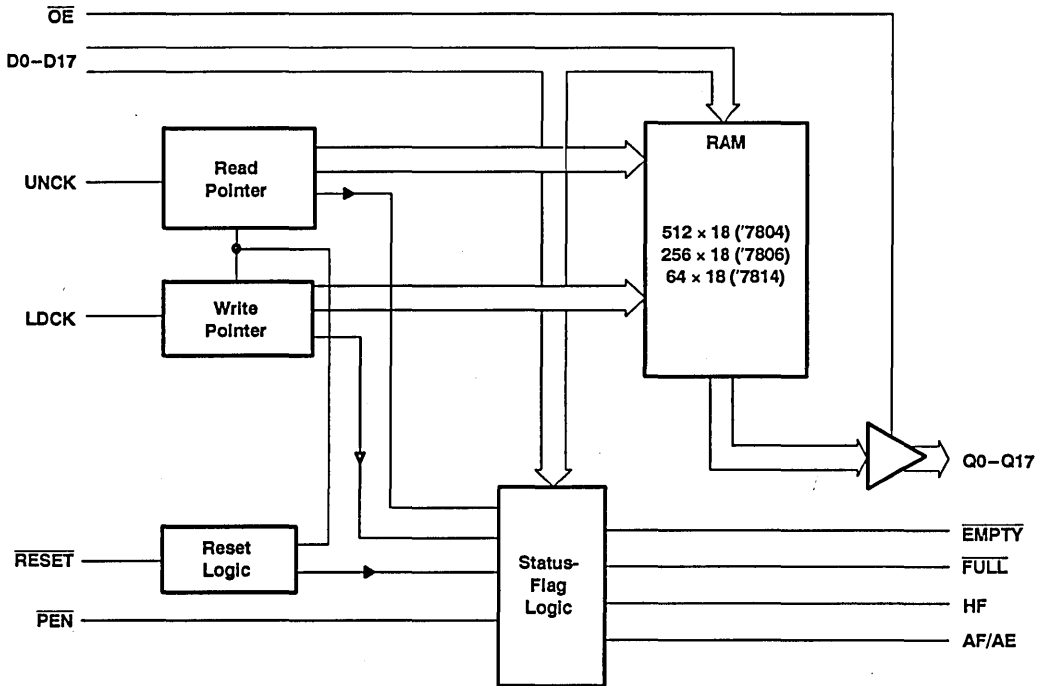 OE
D0–D17
RAM
Read
Pointer
UNCK
512 × 18 ('7804)
256 × 18 ('7806)
64 × 18 ('7814)
Write
Pointer
LDCK
Q0–Q17
RESET
Reset
Logic
Status-
Flag
Logic
EMPTY
FULL
HF
PEN
AF/AE